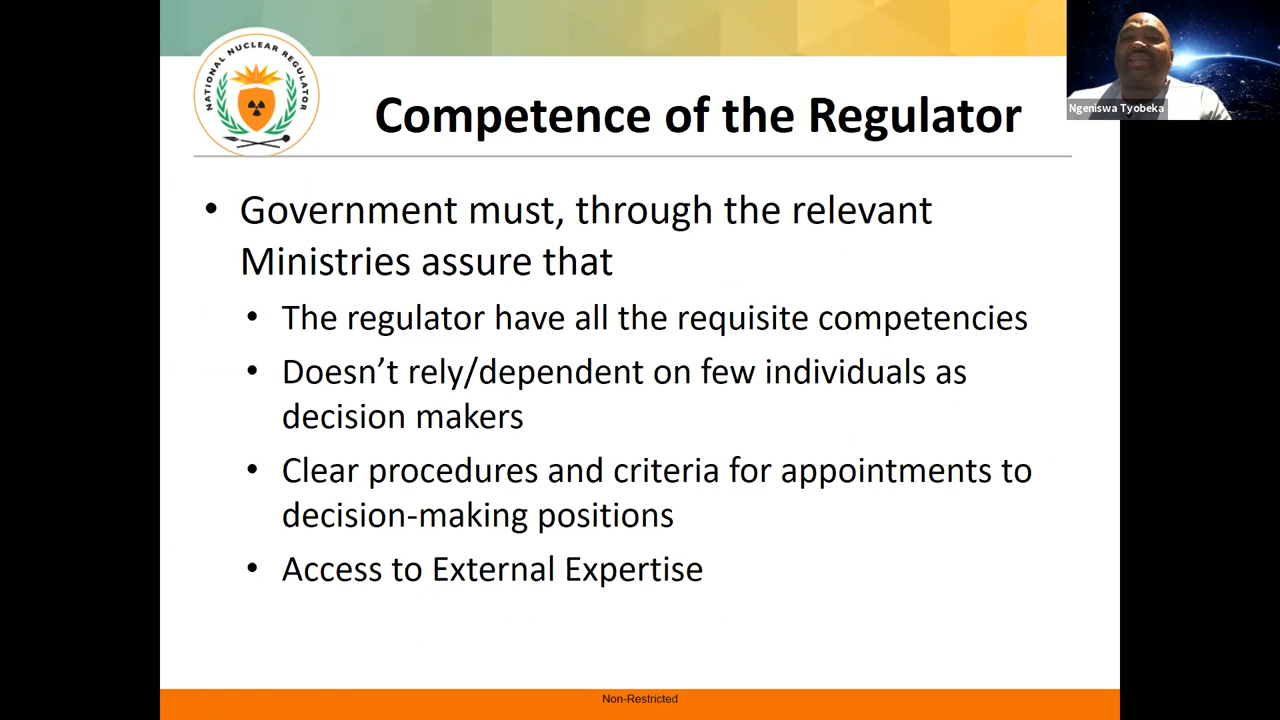 NATIONAL NUCLEAR REGULATOR
Competence of the Regulator
Ngeniswa Tyobeka
• Government must, through the relevant
Ministries assure that
• The regulator have all the requisite competencies
• Doesn’t rely/dependent on few individuals as
decision makers
• Clear procedures and criteria for appointments to
decision-making positions
• Access to External Expertise
Non-Restricted